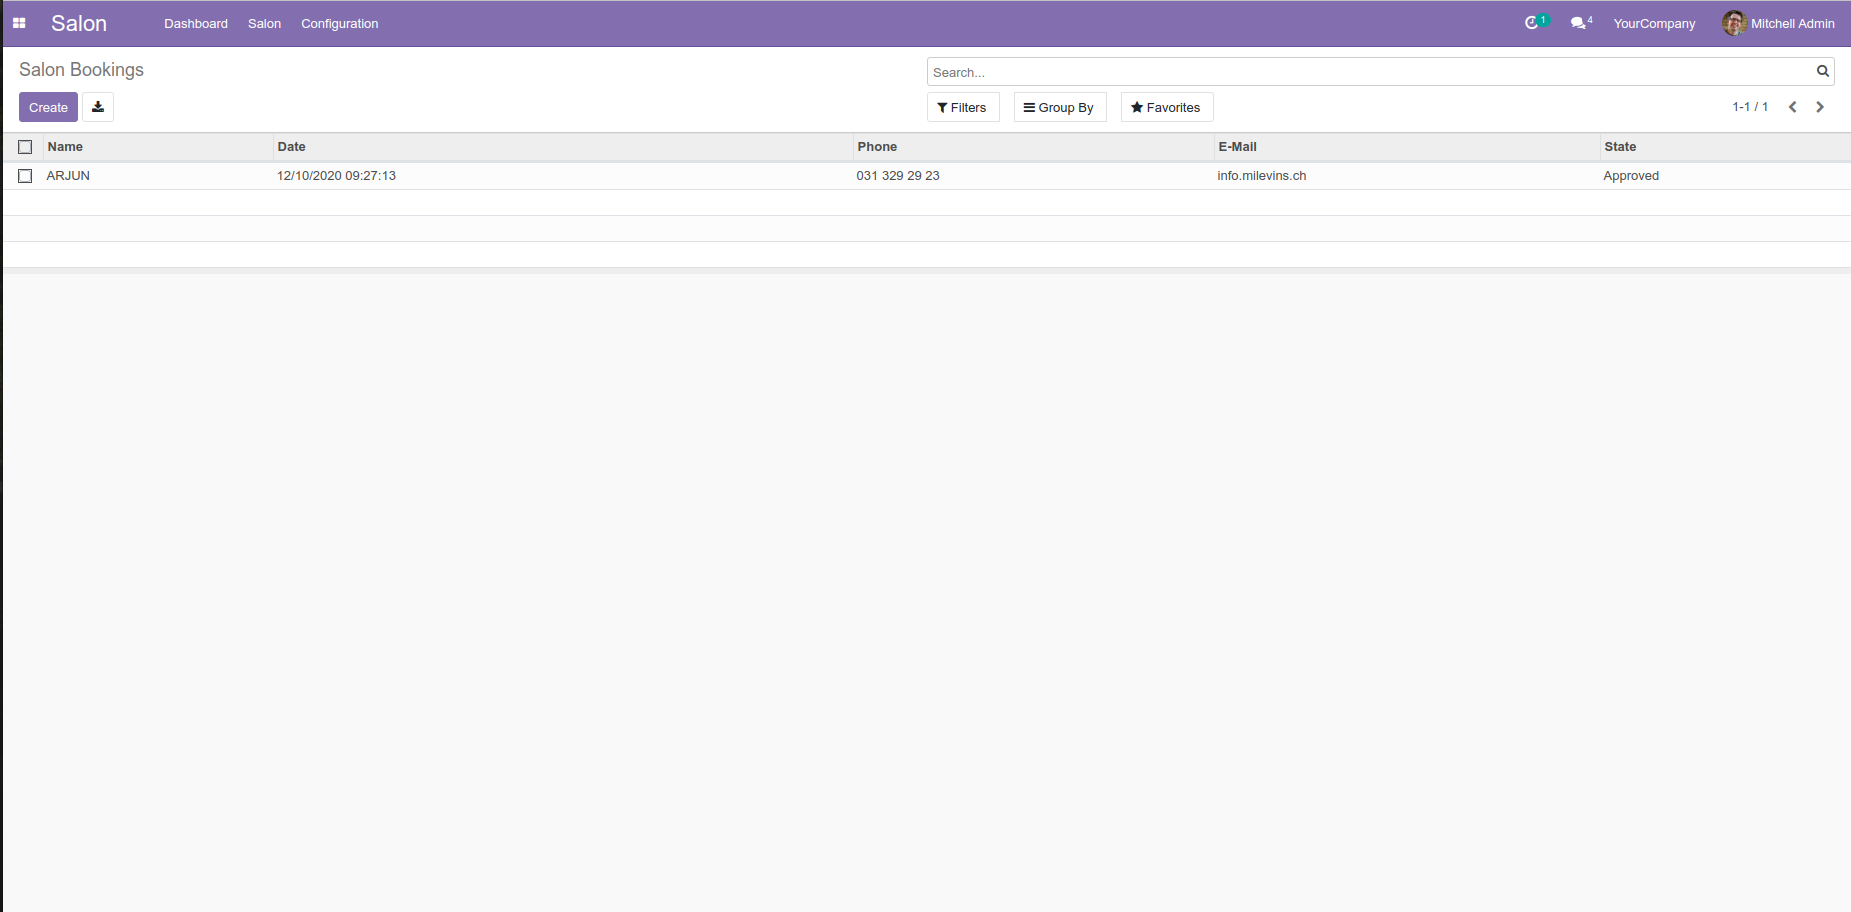 Salon Dashboard Salon Configuration 1 4 YourCompany Mitchell Admin
Salon Bookings Search...
Create Filters Group By Favorites 1-1 / 1
Name Date Phone E-Mail State
ARJUN 12/10/2020 09:27:13 031 329 29 23 info.milevins.ch Approved